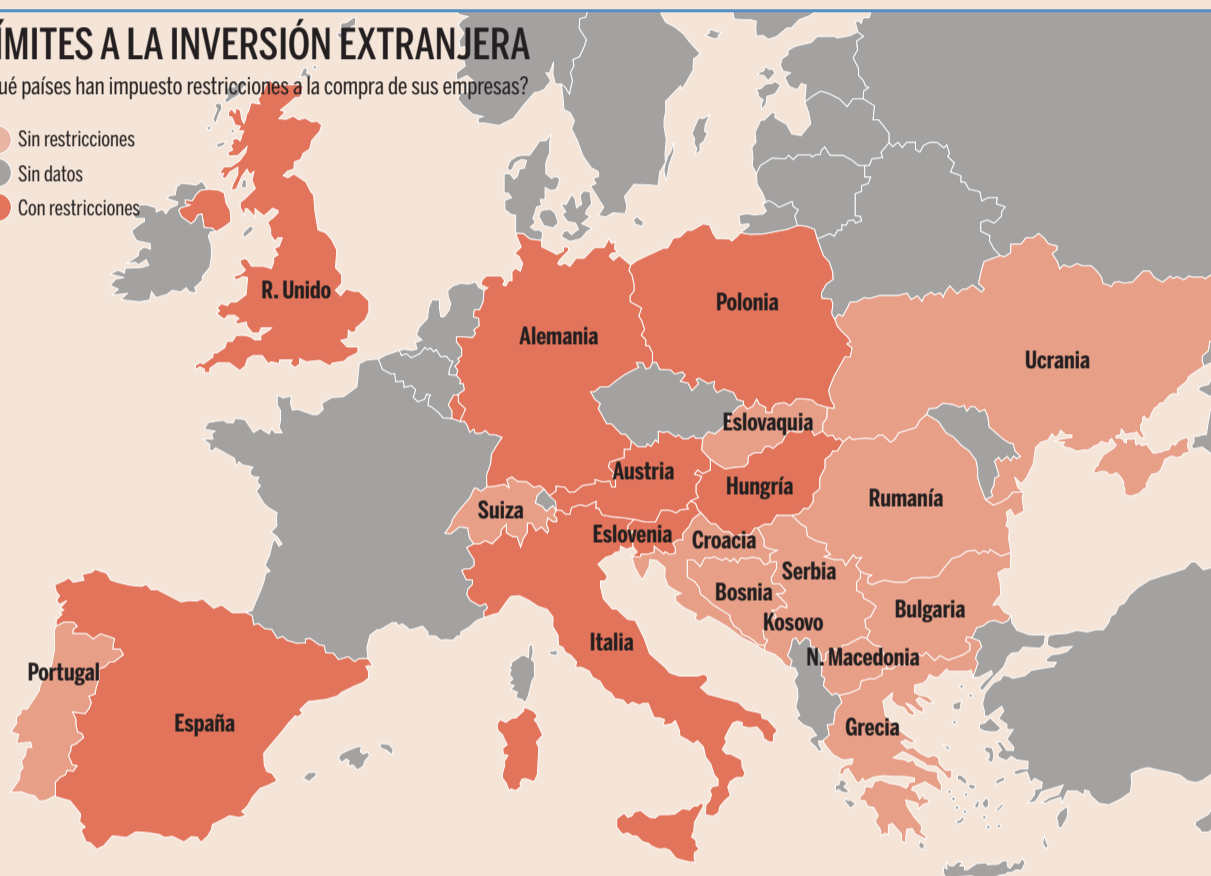 ÍMITES A LA INVERSIÓN EXTRANJERA
ué países han impuesto restricciones a la compra de sus empresas?
Sin restricciones
Sin datos
Con restricciones
R. Unido
Polonia
Alemania
Ucrania
Eslovaquia
Austria
Hungría
Rumanía
Suiza
Eslovenia
Croacia
Serbia
Bosnia
Bulgaria
Kosovo
Italia
N. Macedonia
Portugal
España
Grecia